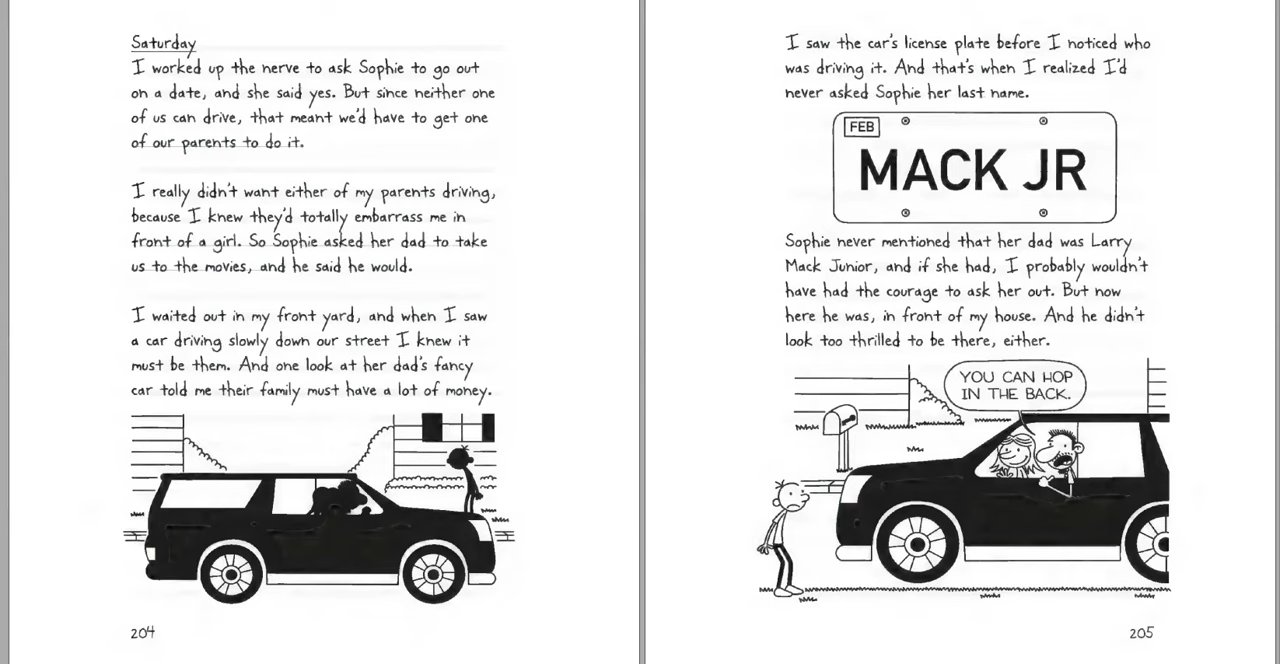 Saturday
I worked up the nerve to ask Sophie to go out
on a date, and she said yes. But since neither one
of us can drive, that meant we'd have to get one
of our parents to do it.
I really didn't want either of my parents driving,
because I knew they'd totally embarrass me in
front of a girl. So Sophie asked her dad to take
us to the movies, and he said he would.
I waited out in my front yard, and when I saw
a car driving slowly down our street I knew it
must be them. And one look at her dad's fancy
car told me their family must have a lot of money.
204
I saw the car's license plate before I noticed who
was driving it. And that's when I realized I'd
never asked Sophie her last name.
FEB
MACK JR
Sophie never mentioned that her dad was Larry
Mack Junior, and if she had, I probably wouldn't
have had the courage to ask her out. But now
here he was, in front of my house. And he didn't
look too thrilled to be there, either.
YOU CAN HOP
IN THE BACK.
205